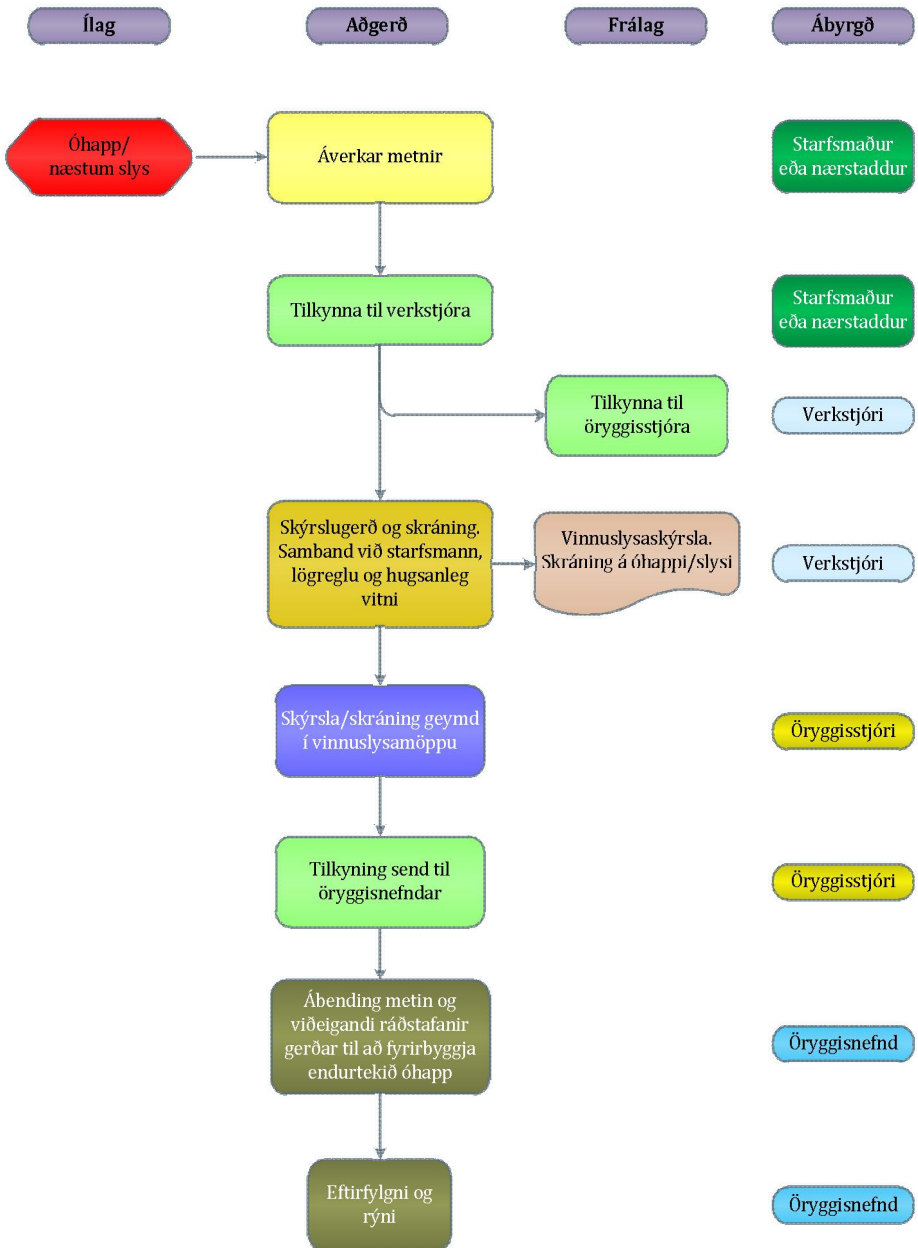 Ílag
Aðgerð
Frálag
Ábyrgð
Óhapp/
næstum slys
Áverkar metnir
Starfsmaður
eða nærstaddur
Tilkynna til verkstjóra
Starfsmaður
eða nærstaddur
Tilkynna til
öryggisstjóra
Verkstjóri
Skýrslugerð og skráning.
Samband við starfsmann,
lögreglu og hugsanleg
vitni
Vinnuslysaskýrsla.
Skráning á óhappi/slysi
Verkstjóri
Skýrsla/skráning geymd
í vinnuslysamöppu
Öryggisstjóri
Tilkyning send til
öryggisnefndar
Öryggisstjóri
Ábending metin og
viðeigandi ráðstafanir
gerðar til að fyrirbyggja
endurtekið óhapp
Öryggisnefnd
Eftirfylgni og
rýni
Öryggisnefnd